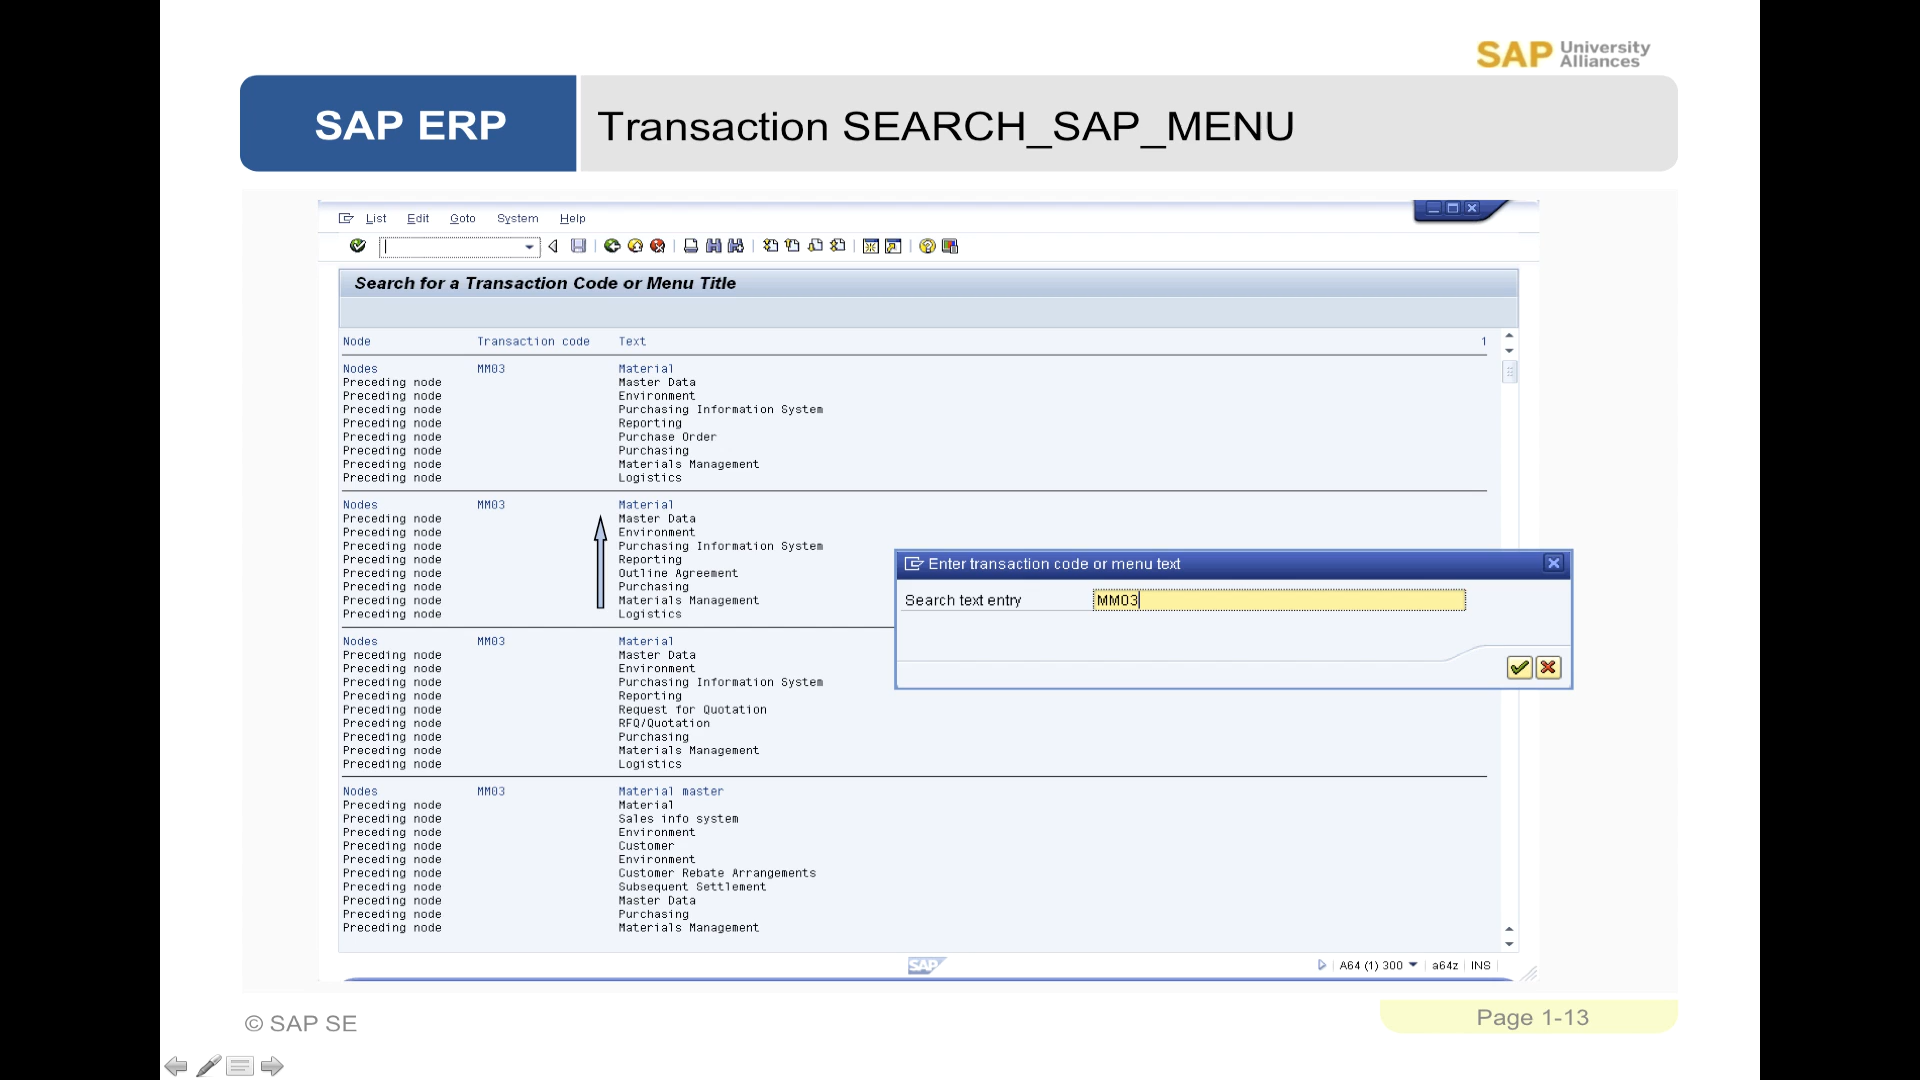 SAP University Alliances
SAP ERP
Transaction SEARCH_SAP_MENU
List Edit Goto System Help
Search for a Transaction Code or Menu Title
Node Transaction code Text 1
Nodes MM03 Material
Preceding node Master Data
Preceding node Environment
Preceding node Purchasing Information System
Preceding node Reporting
Preceding node Purchase Order
Preceding node Purchasing
Preceding node Materials Management
Preceding node Logistics
Nodes MM03 Material
Preceding node Master Data
Preceding node Environment
Preceding node Purchasing Information System
Preceding node Reporting
Preceding node Outline Agreement
Preceding node Purchasing
Preceding node Materials Management
Preceding node Logistics
Enter transaction code or menu text
Search text entry MM03
Nodes MM03 Material
Preceding node Master Data
Preceding node Environment
Preceding node Purchasing Information System
Preceding node Reporting
Preceding node Request for Quotation
Preceding node RFQ/Quotation
Preceding node Purchasing
Preceding node Materials Management
Preceding node Logistics
Nodes MM03 Material master
Preceding node Material
Preceding node Sales info system
Preceding node Environment
Preceding node Customer
Preceding node Environment
Preceding node Customer Rebate Arrangements
Preceding node Subsequent Settlement
Preceding node Master Data
Preceding node Purchasing
Preceding node Materials Management
SAP
A64 (1) 300 a64z INS
© SAP SE
Page 1-13